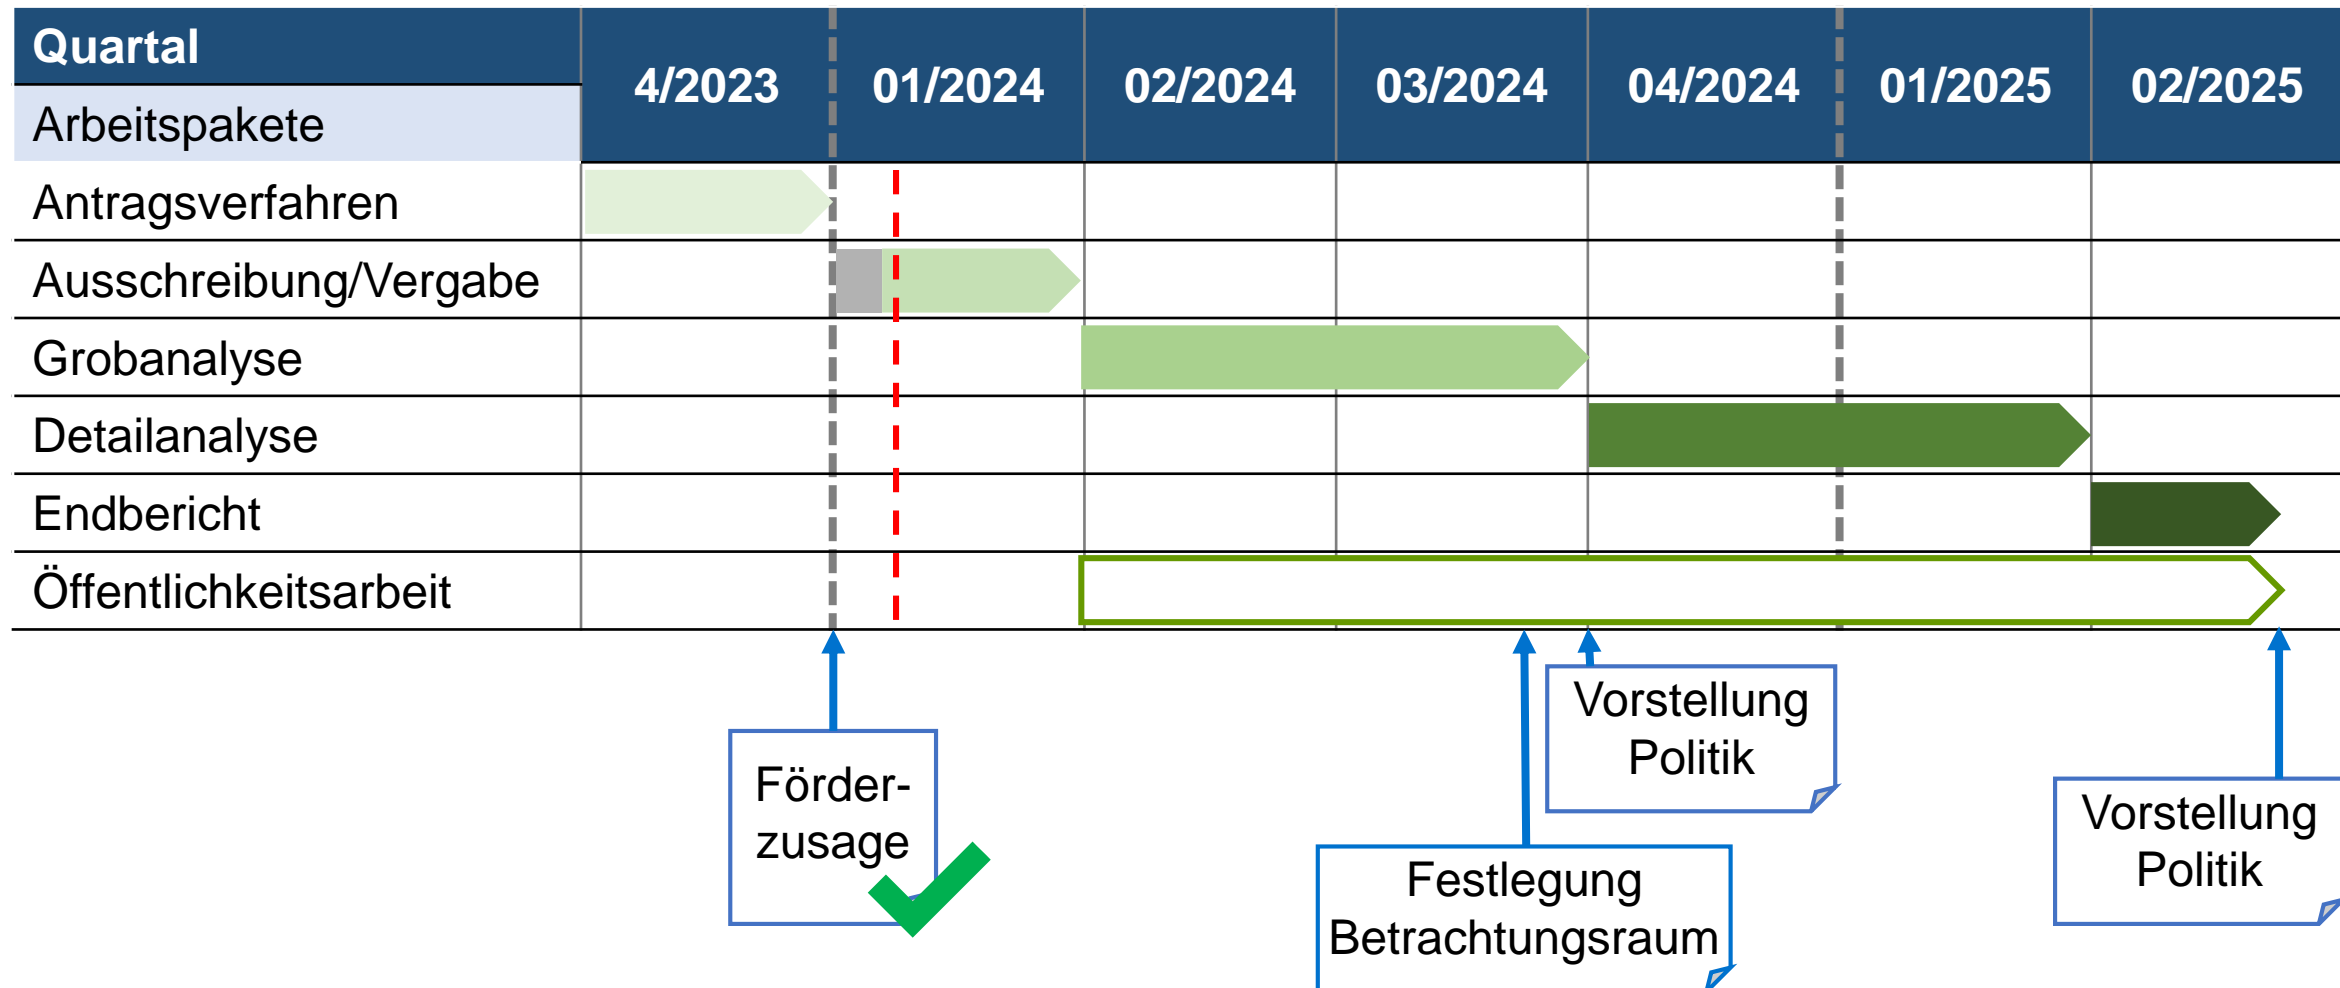 Quartal
4/2023 01/2024 02/2024 03/2024 04/2024 01/2025 02/2025
Arbeitspakete
Antragsverfahren
Ausschreibung/Vergabe
Grobanalyse
Detailanalyse
Endbericht
Öffentlichkeitsarbeit
Förder-
zusage
Festlegung
Betrachtungsraum
Vorstellung
Politik
Vorstellung
Politik